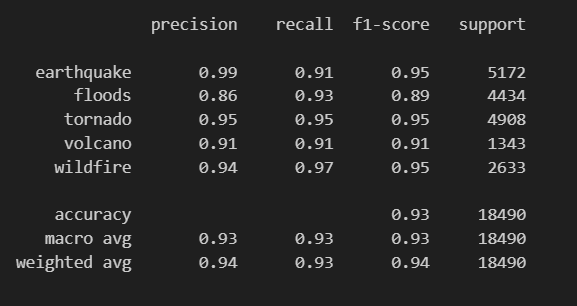 precision recall f1-score support
earthquake 0.99 0.91 0.95 5172
floods 0.86 0.93 0.89 4434
tornado 0.95 0.95 0.95 4908
volcano 0.91 0.91 0.91 1343
wildfire 0.94 0.97 0.95 2633
accuracy 0.93 18490
macro avg 0.93 0.93 0.93 18490
weighted avg 0.94 0.93 0.94 18490